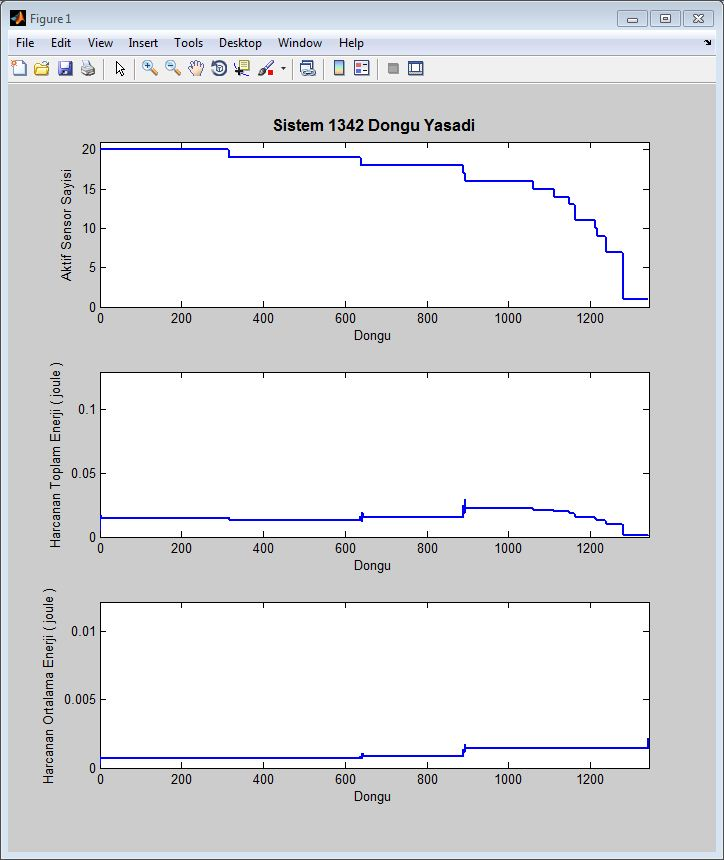 Figure 1
File Edit View Insert Tools Desktop Window Help
Sistem 1342 Dongu Yasadi
Aktif Sensor Sayisi
20
15
10
5
0
0 200 400 600 800 1000 1200
Dongu
Harcanan Toplam Enerji ( joule )
0.1
0.05
0
0 200 400 600 800 1000 1200
Dongu
Harcanan Ortalama Enerji ( joule )
0.01
0.005
0
0 200 400 600 800 1000 1200
Dongu